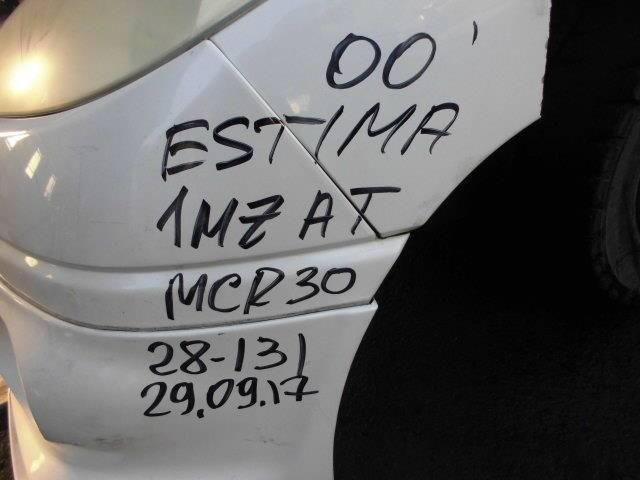 00'
ESTIMA
1MZ AT
MCR30
28-131
29.09.17